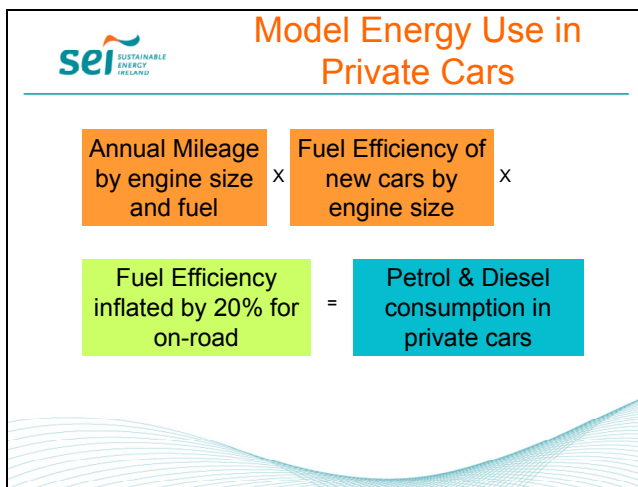 Model Energy Use in
Private Cars
sei SUSTAINABLE
ENERGY
IRELAND
Annual Mileage
by engine size
and fuel
X
Fuel Efficiency of
new cars by
engine size
X
Fuel Efficiency
inflated by 20% for
on-road
=
Petrol & Diesel
consumption in
private cars